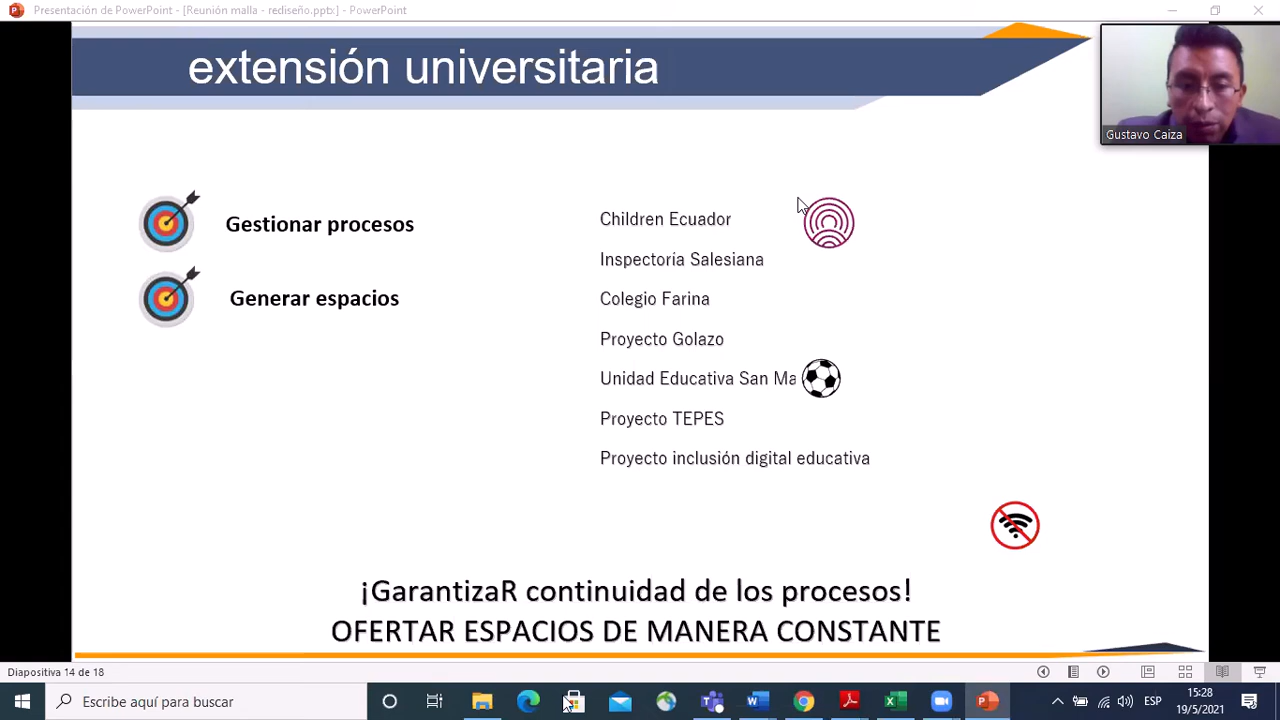 Presentación de PowerPoint - [Reunión malla - rediseño.pptx] - PowerPoint
extensión universitaria
Gustavo Caiza
Gestionar procesos
Generar espacios
Children Ecuador
Inspectoria Salesiana
Colegio Farina
Proyecto Golazo
Unidad Educativa San Ma
Proyecto TEPES
Proyecto inclusión digital educativa
¡GarantizaR continuidad de los procesos!
OFERTAR ESPACIOS DE MANERA CONSTANTE
Diapositiva 14 de 18
Escribe aquí para buscar
ESP
15:28
19/5/2021